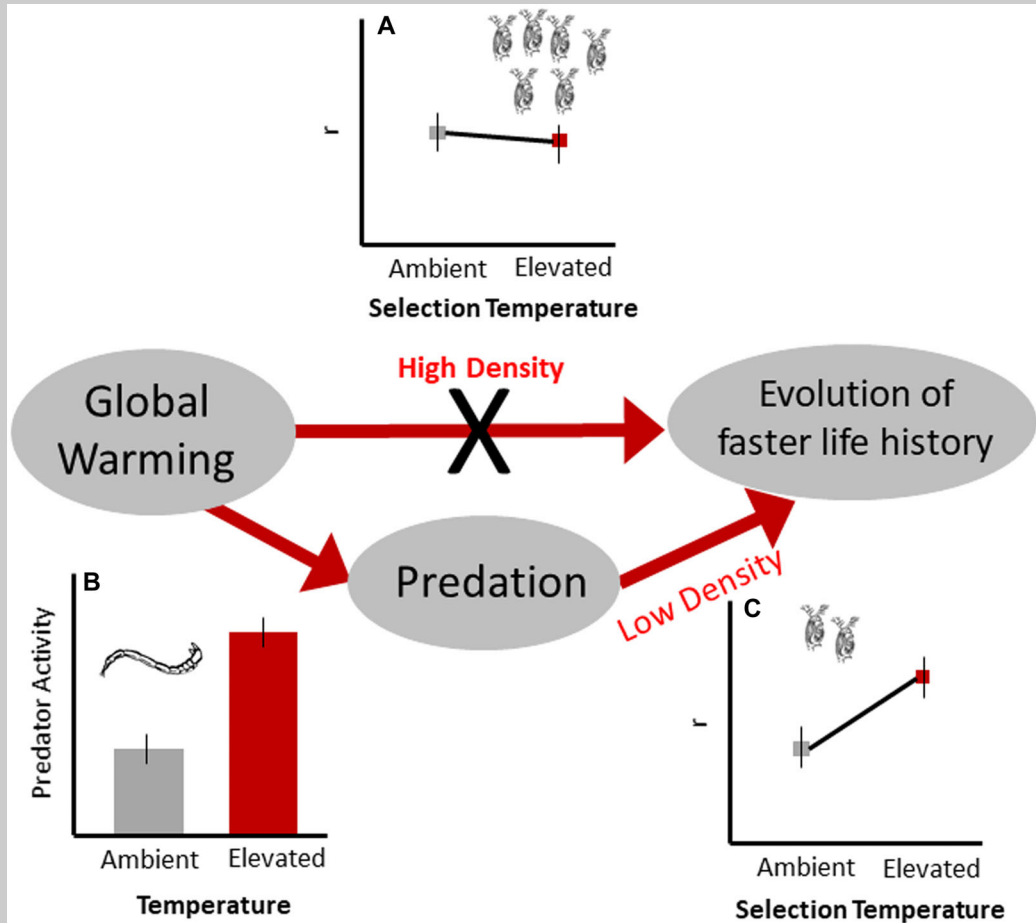 A
r
Ambient Elevated
Selection Temperature
High Density
X
Global
Warming
Evolution of
faster life history
Predation
Low Density
B
Predator Activity
Ambient Elevated
Temperature
C
r
Ambient Elevated
Selection Temperature